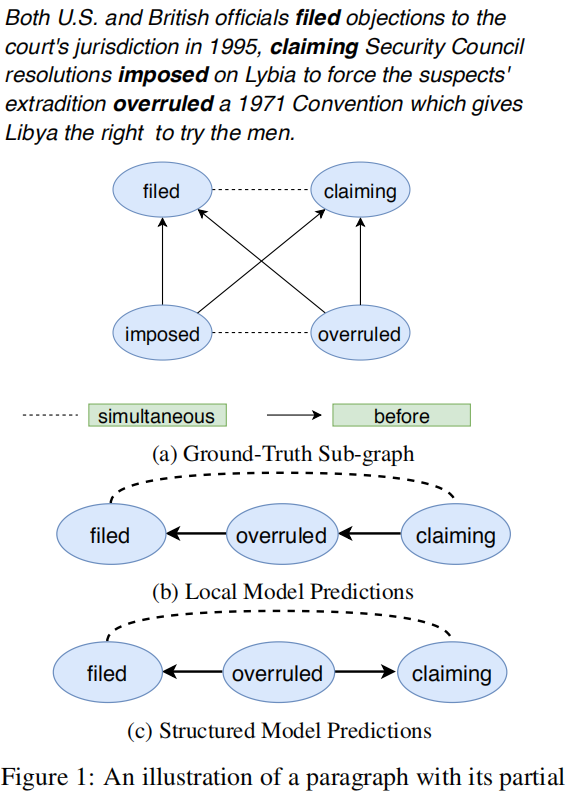 Both U.S. and British officials filed objections to the
court's jurisdiction in 1995, claiming Security Council
resolutions imposed on Lybia to force the suspects'
extradition overruled a 1971 Convention which gives
Libya the right to try the men.
filed claiming
imposed overruled
simultaneous before
(a) Ground-Truth Sub-graph
filed overruled claiming
(b) Local Model Predictions
filed overruled claiming
(c) Structured Model Predictions
Figure 1: An illustration of a paragraph with its partial